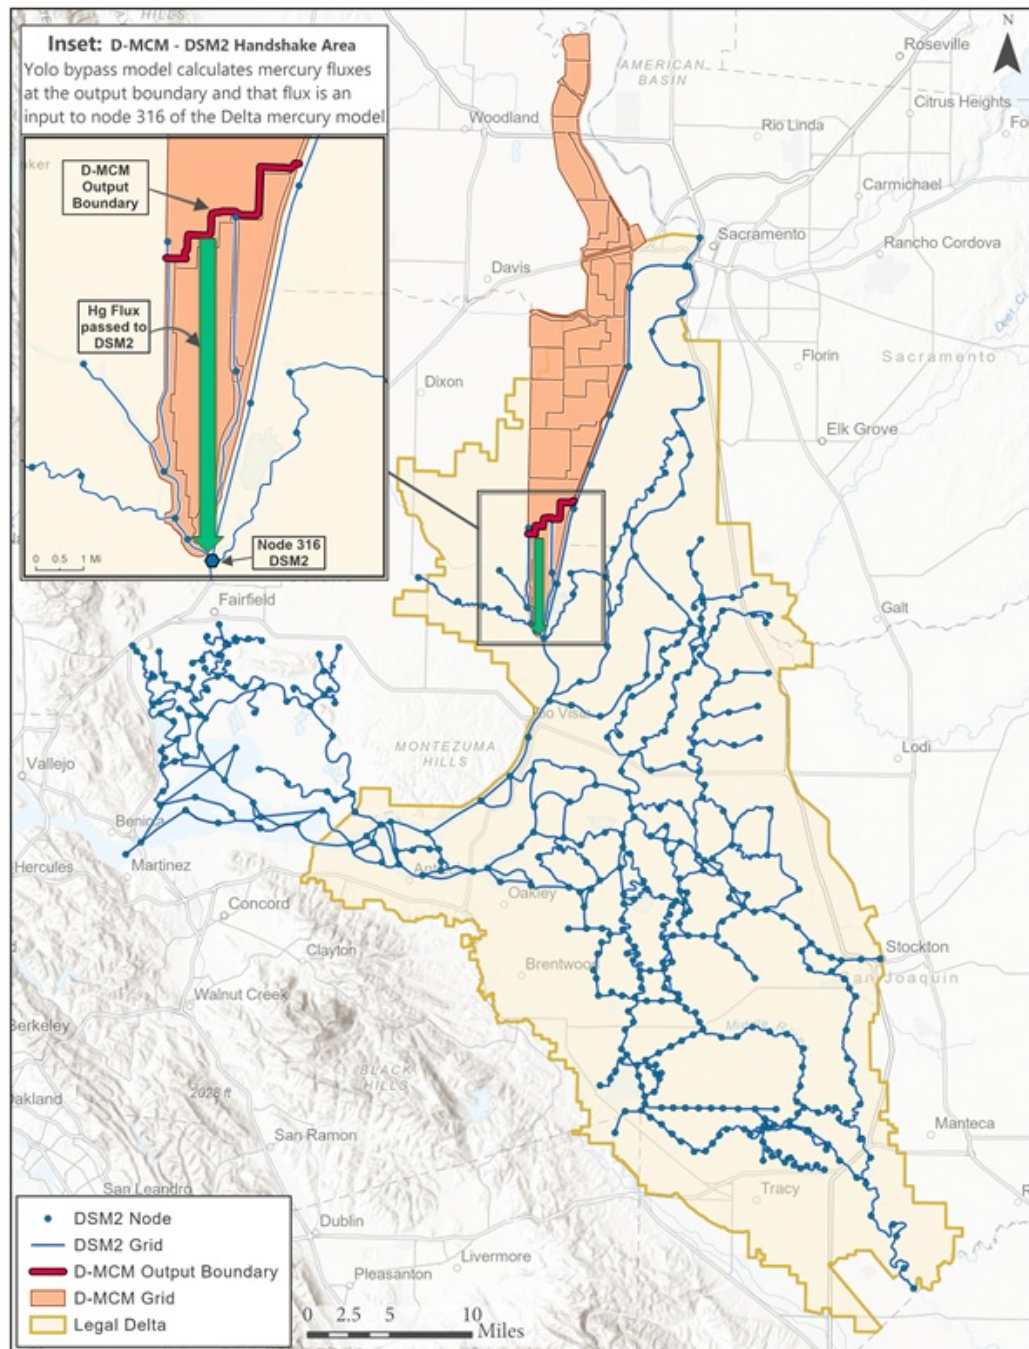 HILLS
Inset: D-MCM - DSM2 Handshake Area
Yolo bypass model calculates mercury fluxes
at the output boundary and that flux is an
input to node 316 of the Delta mercury model
D-MCM
Output
Boundary
Hg Flux
passed to
DSM2
Node 316
DSM2
0 0.5 1 Mi
N
AMERICAN
BASIN
Roseville
Citrus Heights
Woodland
Rio Linda
Carmichael
Sacramento
Rancho Cordova
Davis
Deer Cr
Florin
Sacramento
Dixon
Elk Grove
Fairfield
Galt
Rio Vista
MONTEZUMA
HILLS
Lodi
Vallejo
Benicia
Hercules
Martinez
Antioch
Oakley
Concord
Clayton
Stockton
San Joaquin
Brentwood
Walnut Creek
Berkeley
Middle R
BLACK
HILLS
2028 ft
Oakland
Manteca
San Ramon
San Leandro
Tracy
Dublin
Livermore
Pleasanton
DSM2 Node
DSM2 Grid
D-MCM Output Boundary
D-MCM Grid
Legal Delta
0 2.5 5 10
Miles